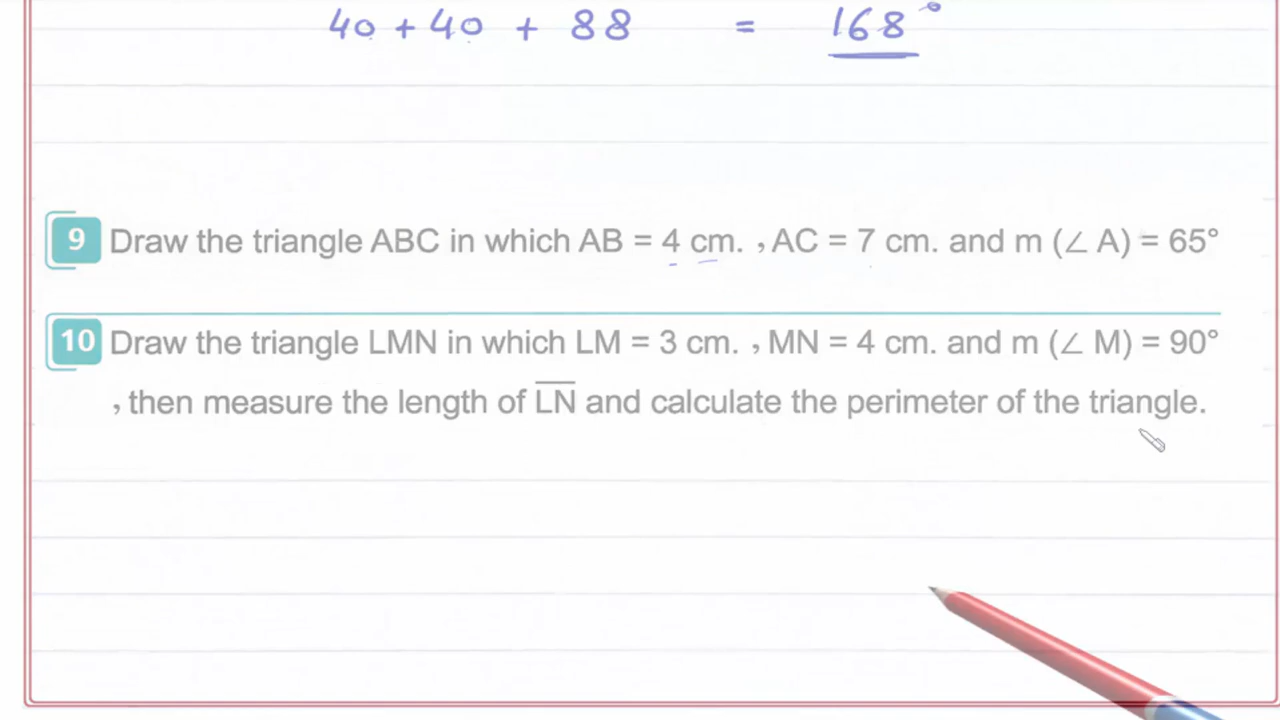 40 + 40 + 88 = 168°
9 Draw the triangle ABC in which AB = 4 cm. , AC = 7 cm. and m (∠ A) = 65°
10 Draw the triangle LMN in which LM = 3 cm. , MN = 4 cm. and m (∠ M) = 90°
, then measure the length of L̅N̅ and calculate the perimeter of the triangle.